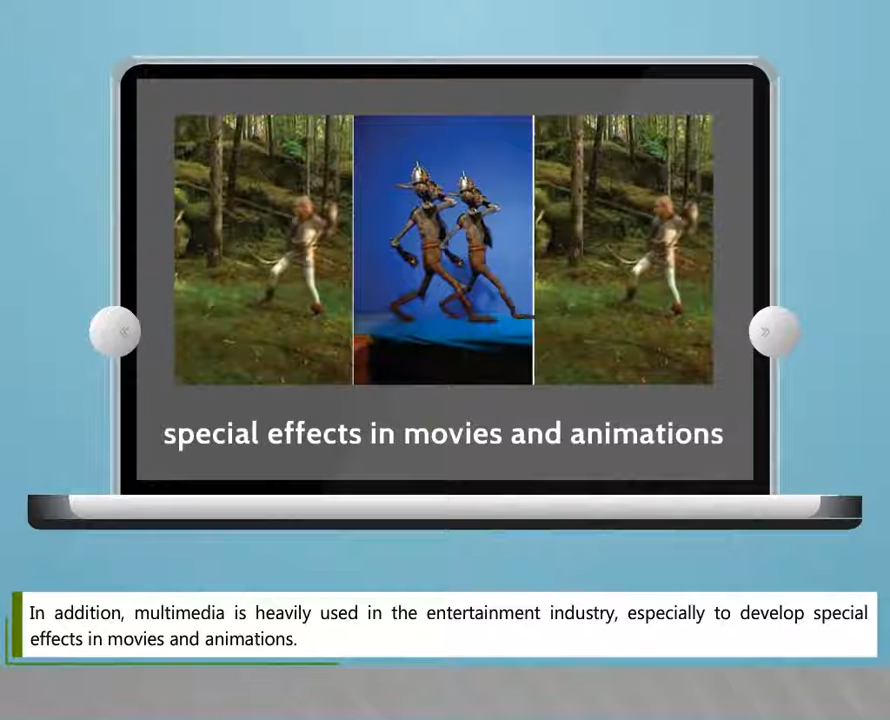 special effects in movies and animations
In addition, multimedia is heavily used in the entertainment industry, especially to develop special
effects in movies and animations.